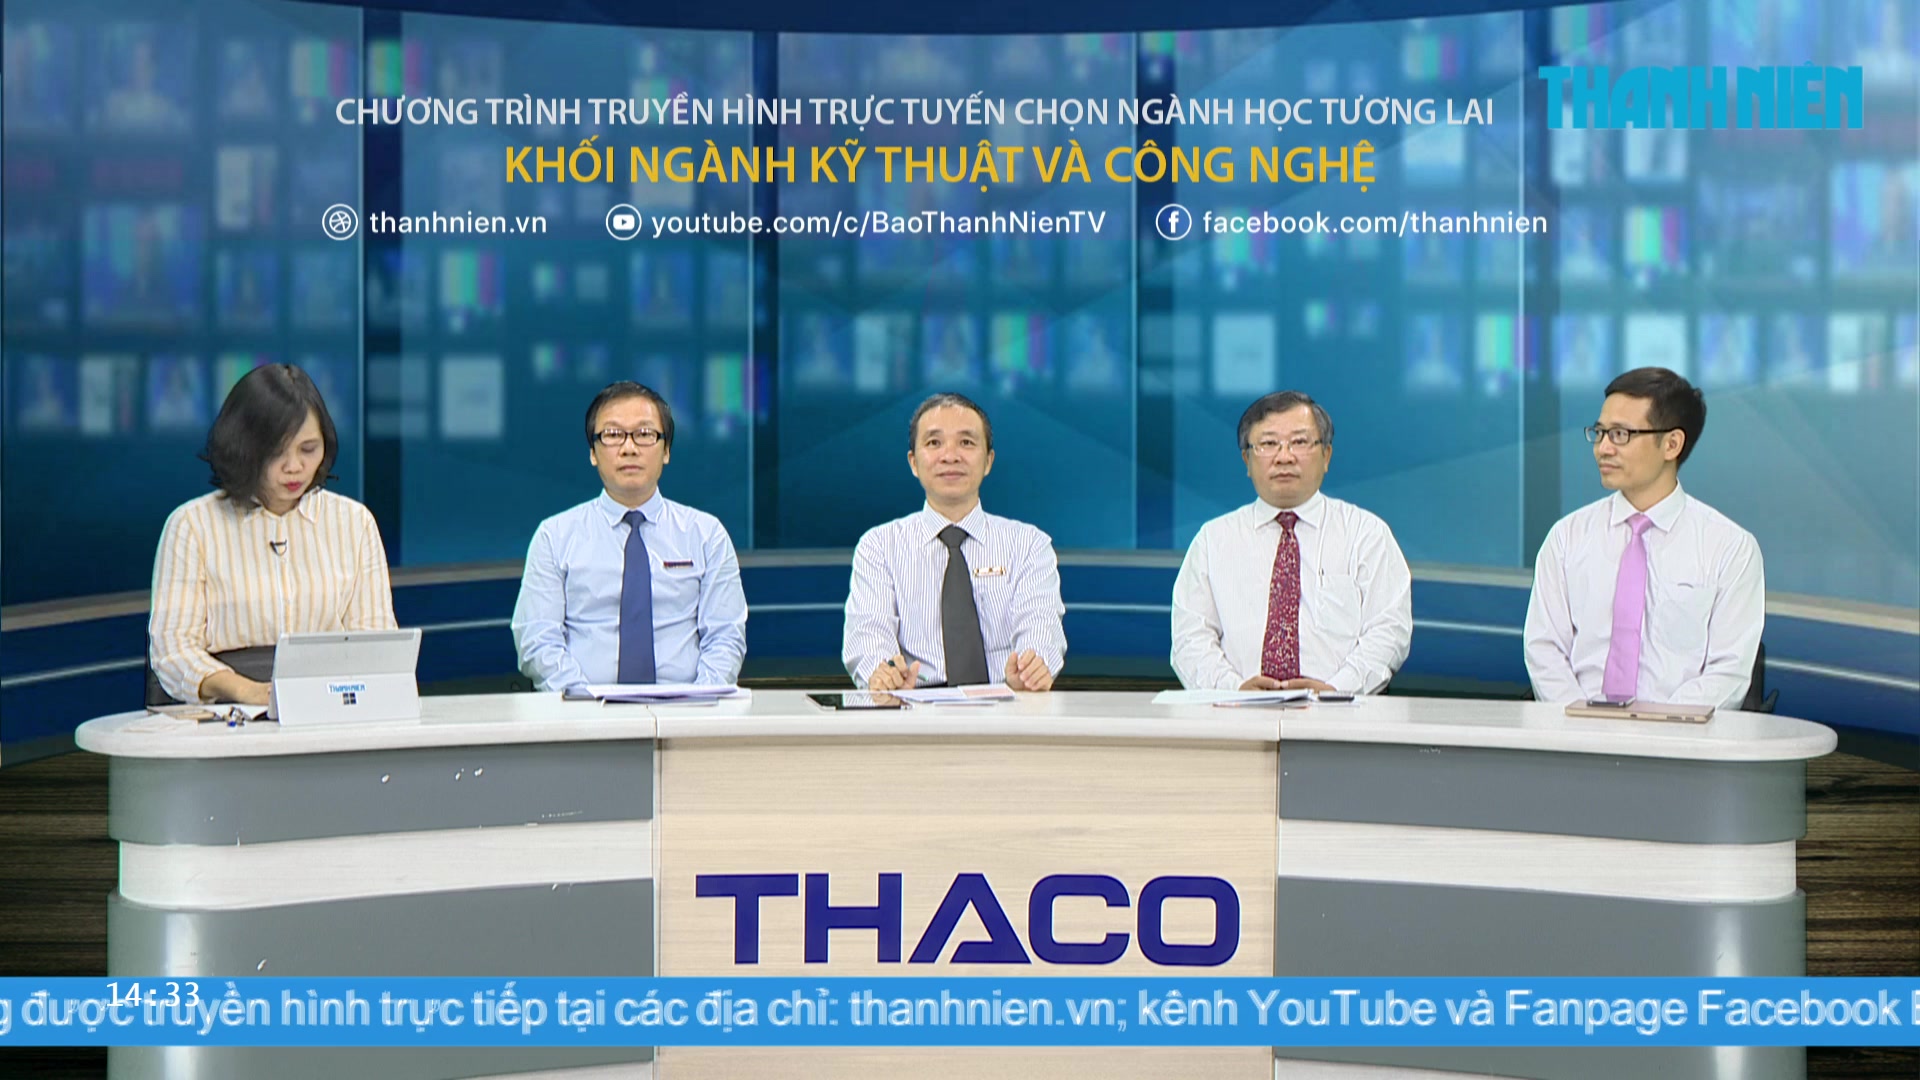 THANH NIÊN
CHƯƠNG TRÌNH TRUYỀN HÌNH TRỰC TUYẾN CHỌN NGÀNH HỌC TƯƠNG LAI
KHỐI NGÀNH KỸ THUẬT VÀ CÔNG NGHỆ
thanhnien.vn youtube.com/c/BaoThanhNienTV facebook.com/thanhnien
THANH NIÊN
THACO
14:33
được truyền hình trực tiếp tại các địa chỉ: thanhnien.vn; kênh YouTube và Fanpage Facebook